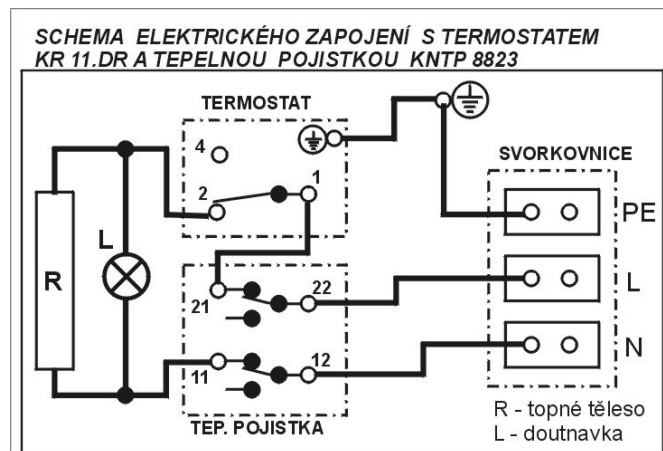 SCHEMA ELEKTRICKÉHO ZAPOJENÍ S TERMOSTATEM
KR 11.DR A TEPELNOU POJISTKOU KNTP 8823
TERMOSTAT
4
2
1
SVORKOVNICE
PE
L
R
L
21
22
11
12
N
TEP. POJISTKA
R - topné těleso
L - doutnavka